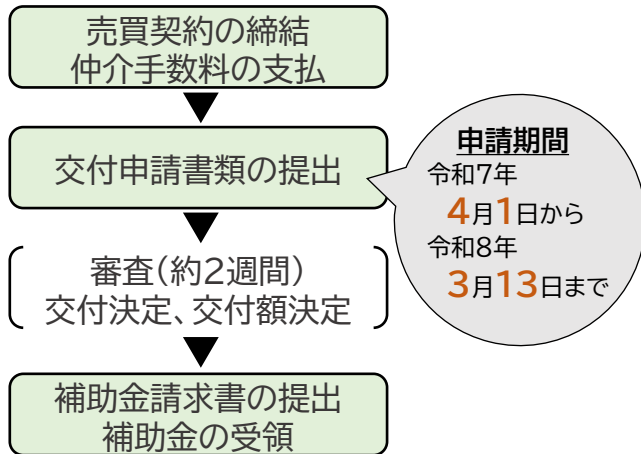 売買契約の締結
仲介手数料の支払
交付申請書類の提出
申請期間
令和7年
4月1日から
令和8年
3月13日まで
審査(約2週間)
交付決定、交付額決定
補助金請求書の提出
補助金の受領